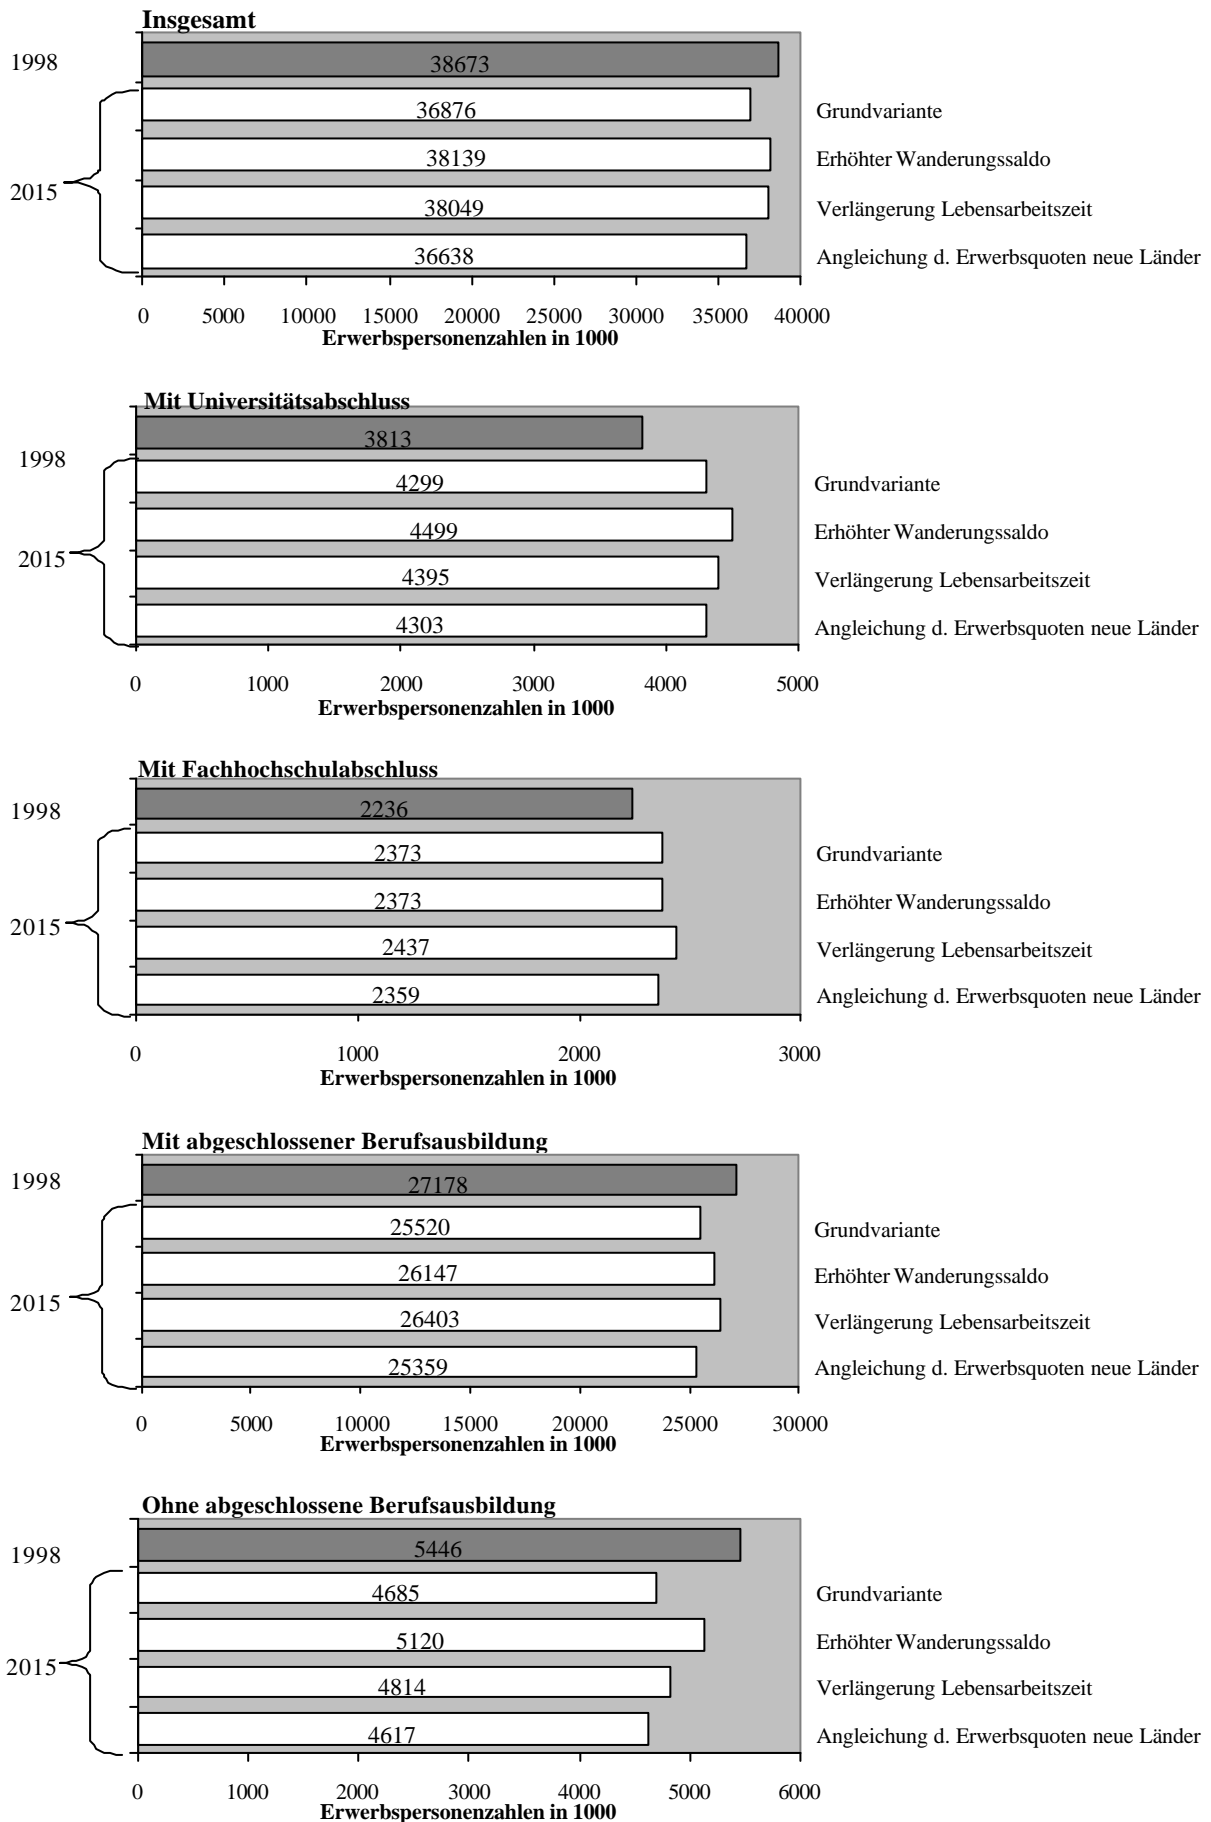 Insgesamt
1998
38673
36876
Grundvariante
38139
Erhöhter Wanderungssaldo
2015
38049
Verlängerung Lebensarbeitszeit
36638
Angleichung d. Erwerbsquoten neue Länder
0 5000 10000 15000 20000 25000 30000 35000 40000
Erwerbspersonenzahlen in 1000
Mit Universitätsabschluss
3813
1998
4299
Grundvariante
4499
Erhöhter Wanderungssaldo
2015
4395
Verlängerung Lebensarbeitszeit
4303
Angleichung d. Erwerbsquoten neue Länder
0 1000 2000 3000 4000 5000
Erwerbspersonenzahlen in 1000
Mit Fachhochschulabschluss
1998
2236
2373
Grundvariante
2373
Erhöhter Wanderungssaldo
2015
2437
Verlängerung Lebensarbeitszeit
2359
Angleichung d. Erwerbsquoten neue Länder
0 1000 2000 3000
Erwerbspersonenzahlen in 1000
Mit abgeschlossener Berufsausbildung
1998
27178
25520
Grundvariante
26147
Erhöhter Wanderungssaldo
2015
26403
Verlängerung Lebensarbeitszeit
25359
Angleichung d. Erwerbsquoten neue Länder
0 5000 10000 15000 20000 25000 30000
Erwerbspersonenzahlen in 1000
Ohne abgeschlossene Berufsausbildung
1998
5446
4685
Grundvariante
5120
Erhöhter Wanderungssaldo
2015
4814
Verlängerung Lebensarbeitszeit
4617
Angleichung d. Erwerbsquoten neue Länder
0 1000 2000 3000 4000 5000 6000
Erwerbspersonenzahlen in 1000